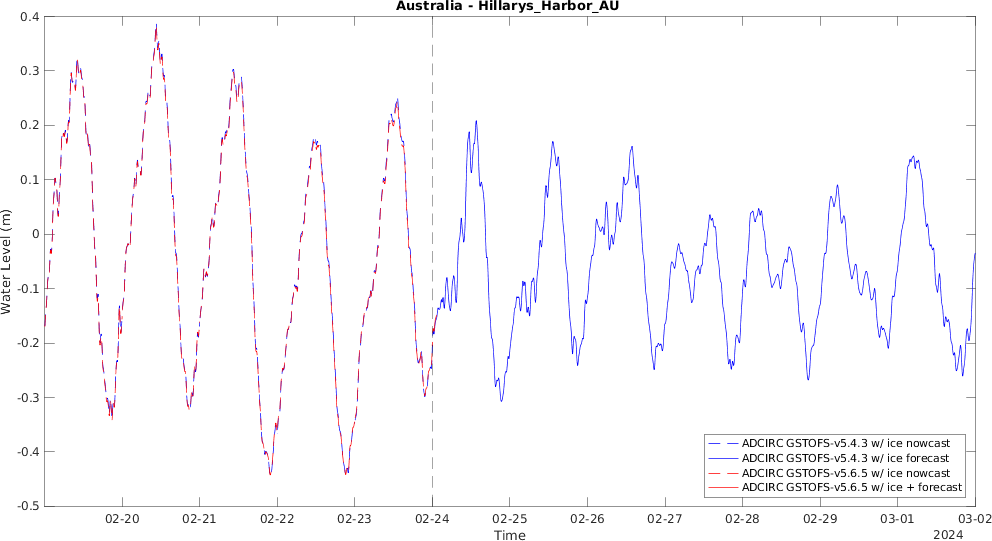 Australia - Hillarys_Harbor_AU
0.4
0.3
0.2
0.1
0
-0.1
-0.2
-0.3
-0.4
-0.5
Water Level (m)
ADCIRC GSTOFS-v5.4.3 w/ ice nowcast
ADCIRC GSTOFS-v5.4.3 w/ ice forecast
ADCIRC GSTOFS-v5.6.5 w/ ice nowcast
ADCIRC GSTOFS-v5.6.5 w/ ice + forecast
02-20 02-21 02-22 02-23 02-24 02-25 02-26 02-27 02-28 02-29 03-01 03-02
Time
2024